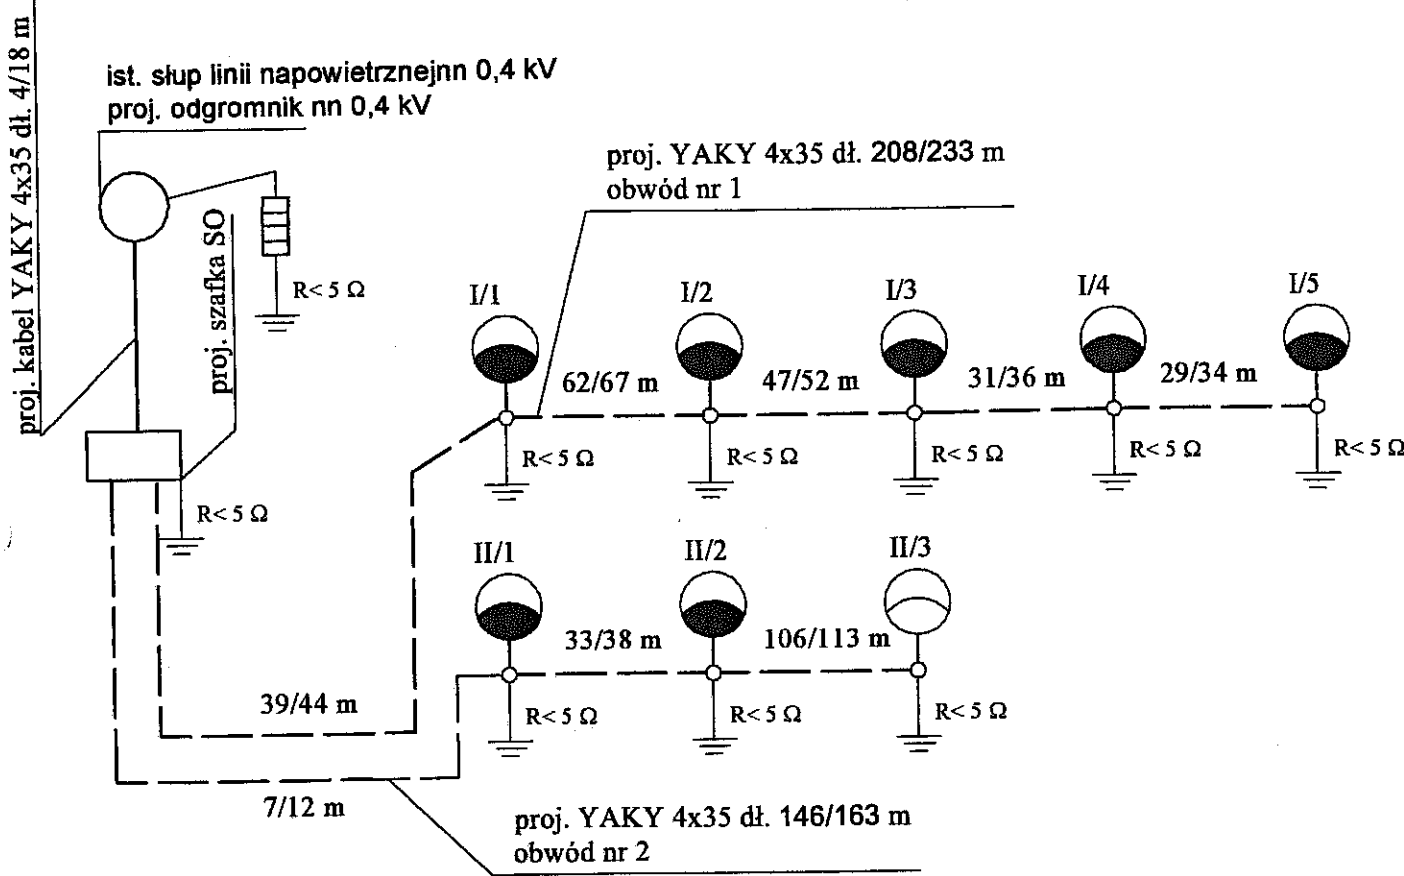 proj. kabel YAKY 4x35 dł. 4/18 m
ist. słup linii napowietrznejnn 0,4 kV
proj. odgromnik nn 0,4 kV
proj. szafka SO
R< 5 Ω
R< 5 Ω
proj. YAKY 4x35 dł. 208/233 m
obwód nr 1
I/1
I/2
I/3
I/4
I/5
62/67 m
47/52 m
31/36 m
29/34 m
R< 5 Ω
R< 5 Ω
R< 5 Ω
R< 5 Ω
R< 5 Ω
II/1
II/2
II/3
33/38 m
106/113 m
R< 5 Ω
R< 5 Ω
R< 5 Ω
39/44 m
7/12 m
proj. YAKY 4x35 dł. 146/163 m
obwód nr 2